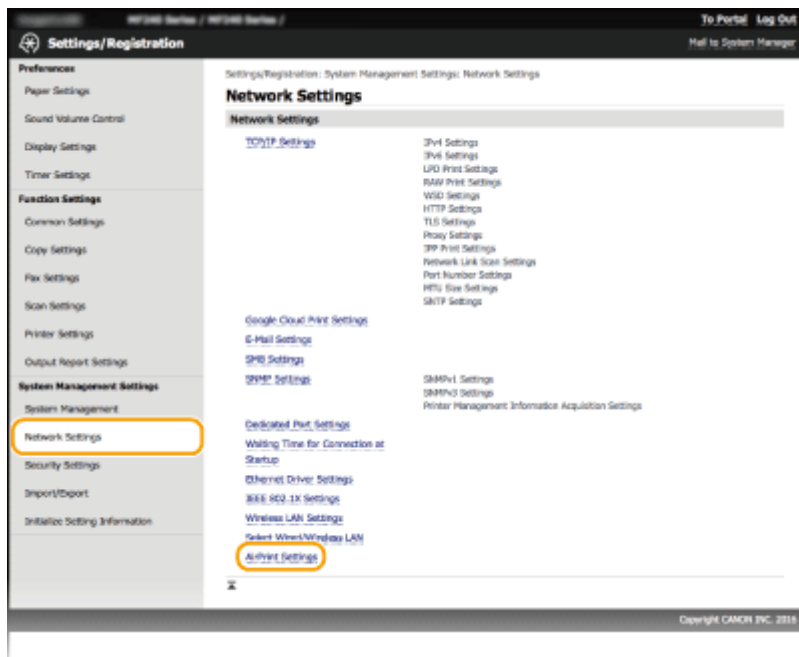 MF240 Series / MF240 Series /
To Portal Log Out
Settings/Registration
Mail to System Manager
Preferences
Paper Settings
Sound Volume Control
Display Settings
Timer Settings
Function Settings
Common Settings
Copy Settings
Fax Settings
Scan Settings
Printer Settings
Output Report Settings
System Management Settings
System Management
Network Settings
Security Settings
Import/Export
Initialize Setting Information
Settings/Registration: System Management Settings: Network Settings
Network Settings
Network Settings
TCP/IP Settings
IPv4 Settings
IPv6 Settings
LPD Print Settings
RAW Print Settings
WSD Settings
HTTP Settings
TLS Settings
Proxy Settings
IPP Print Settings
Network Link Scan Settings
Port Number Settings
MTU Size Settings
SNTP Settings
Google Cloud Print Settings
E-Mail Settings
SMB Settings
SNMP Settings
SNMPv1 Settings
SNMPv3 Settings
Printer Management Information Acquisition Settings
Dedicated Port Settings
Waiting Time for Connection at
Startup
Ethernet Driver Settings
IEEE 802.1X Settings
Wireless LAN Settings
Select Wired/Wireless LAN
AirPrint Settings
Copyright CANON INC. 2016